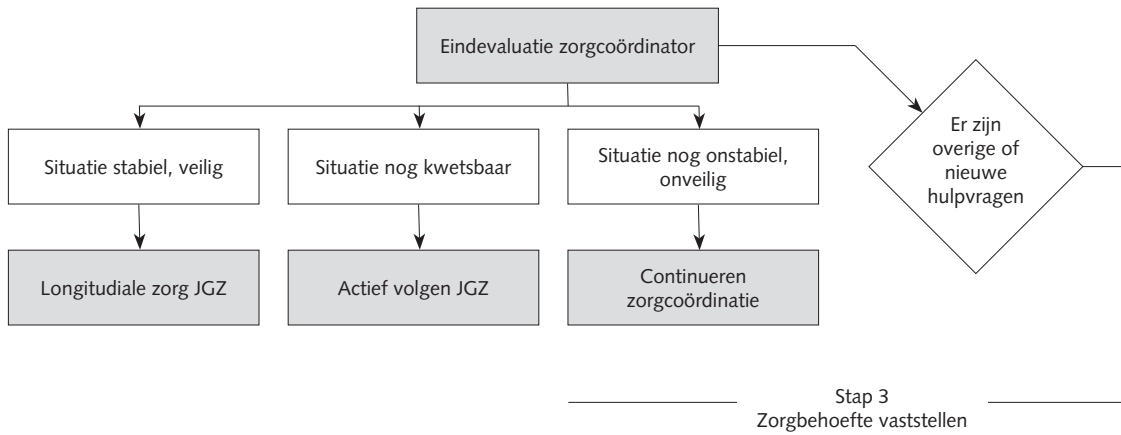 Eindevaluatie zorgcoördinator
Situatie stabiel, veilig
Situatie nog kwetsbaar
Situatie nog onstabiel,
onveilig
Er zijn
overige of
nieuwe
hulpvragen
Longitudiale zorg JGZ
Actief volgen JGZ
Continueren
zorgcoördinatie
Stap 3
Zorgbehoefte vaststellen